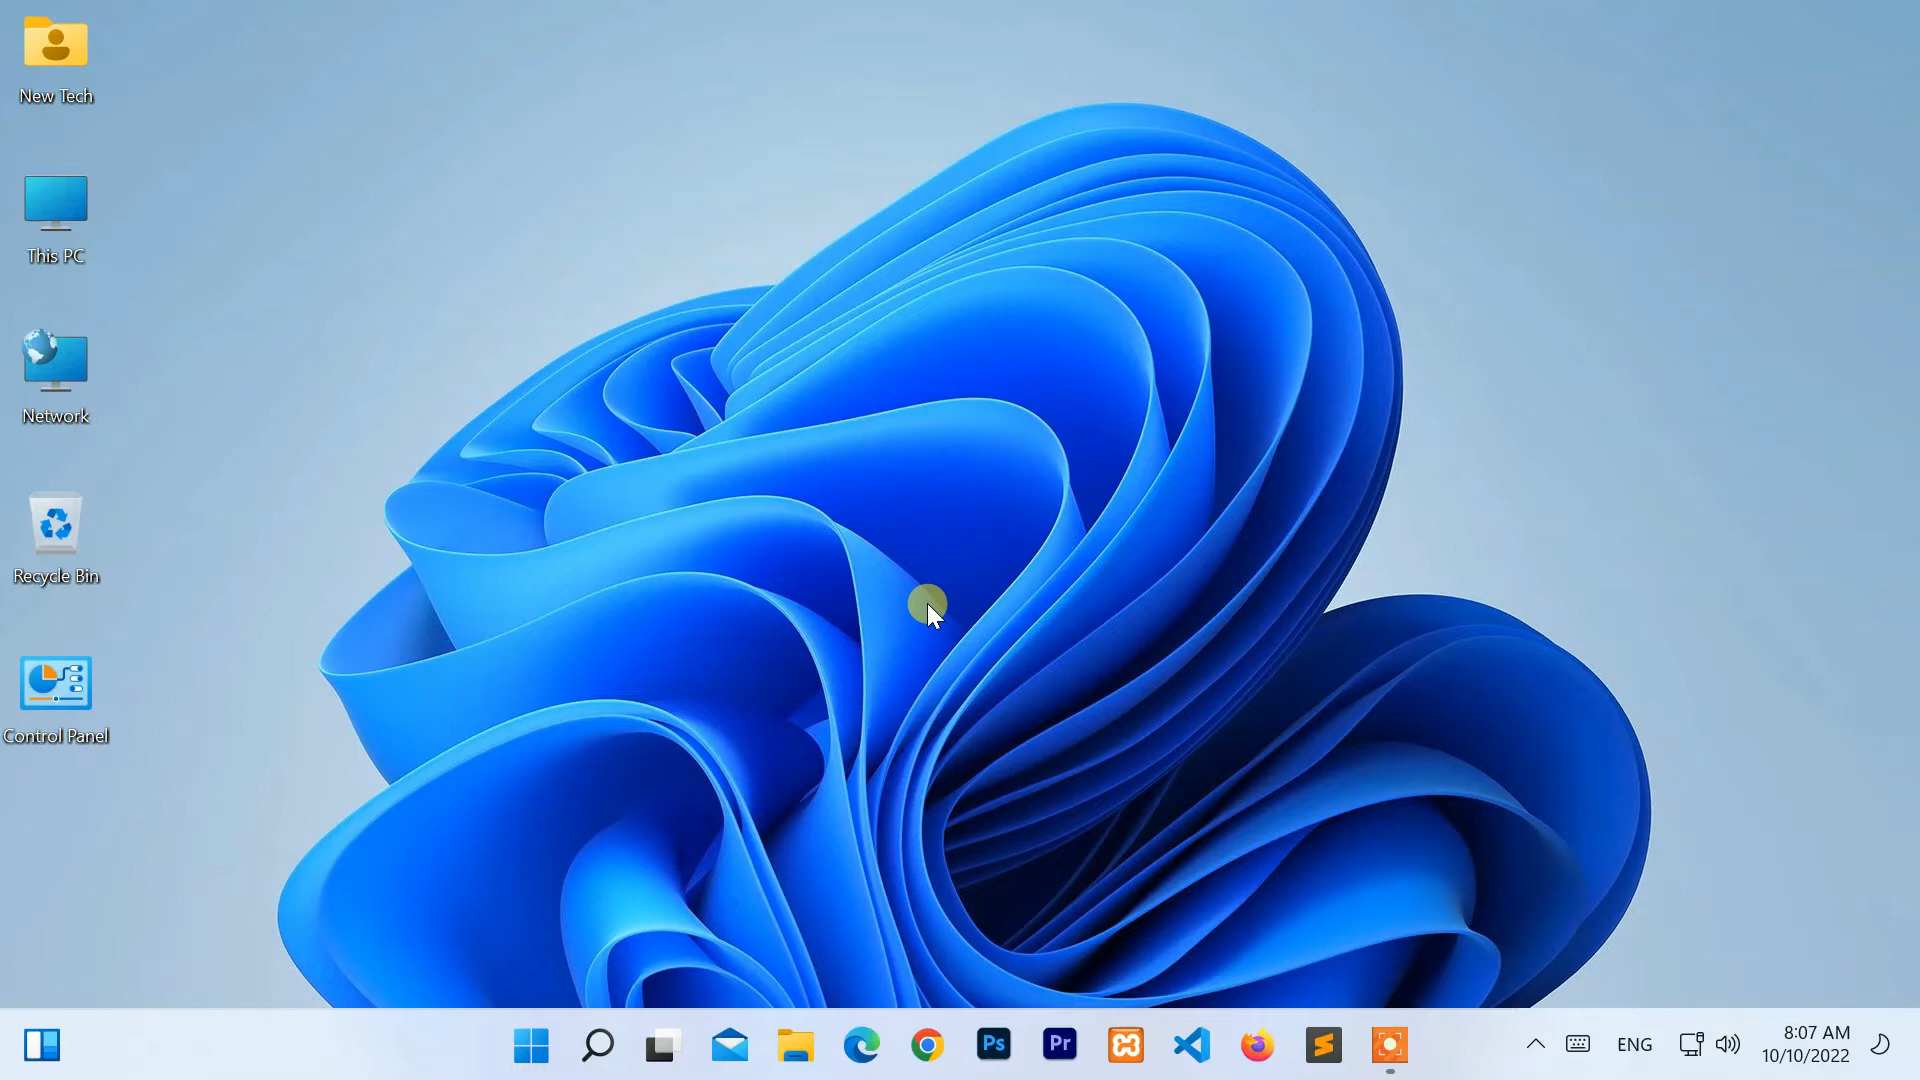 New Tech
This PC
Network
Recycle Bin
Control Panel
Ps
Pr
ENG
8:07 AM
10/10/2022